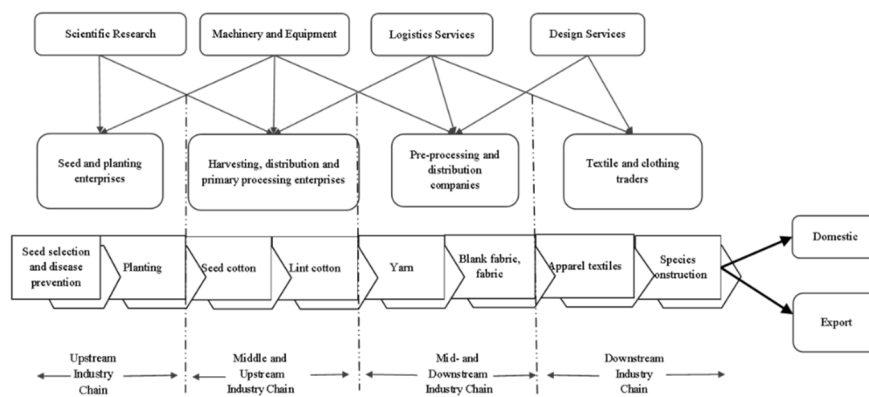 Scientific Research
Machinery and Equipment
Logistics Services
Design Services
Seed and planting
enterprises
Harvesting, distribution and
primary processing enterprises
Pre-processing and
distribution
companies
Textile and clothing
traders
Seed selection
and disease
prevention
Planting
Seed cotton
Lint cotton
Yarn
Blank fabric,
fabric
Apparel textiles
Species
onstruction
Domestic
Export
Upstream
Industry
Chain
Middle and
Upstream
Industry Chain
Mid- and
Downstream
Industry Chain
Downstream
Industry
Chain